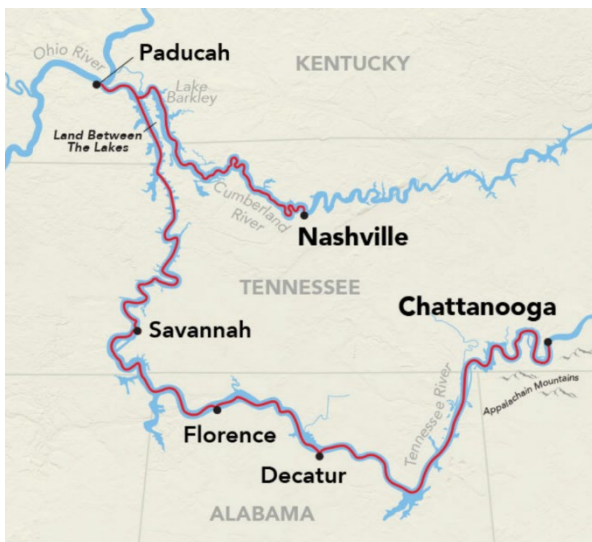 Ohio River
Paducah
KENTUCKY
Lake
Barkley
Land Between
The Lakes
Cumberland
River
Nashville
TENNESSEE
Chattanooga
Savannah
Appalachain Mountains
Tennessee River
Florence
Decatur
ALABAMA